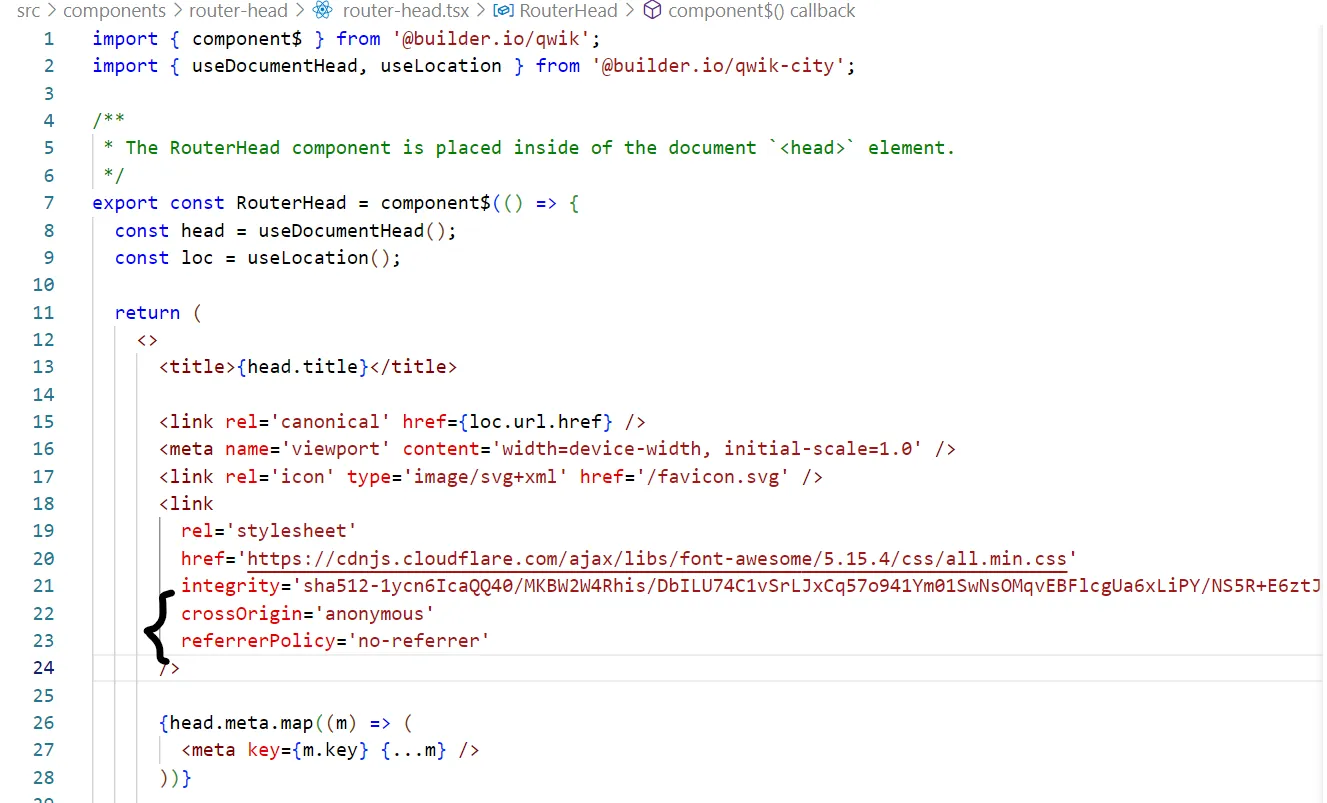 src > components > router-head > router-head.tsx > RouterHead > component$() callback
1 import { component$ } from '@builder.io/qwik';
2 import { useDocumentHead, useLocation } from '@builder.io/qwik-city';
3
4 /**
5 * The RouterHead component is placed inside of the document `<head>` element.
6 */
7 export const RouterHead = component$(() => {
8 const head = useDocumentHead();
9 const loc = useLocation();
10
11 return (
12 <>
13 <title>{head.title}</title>
14
15 <link rel='canonical' href={loc.url.href} />
16 <meta name='viewport' content='width=device-width, initial-scale=1.0' />
17 <link rel='icon' type='image/svg+xml' href='/favicon.svg' />
18 <link
19 rel='stylesheet'
20 href='https://cdnjs.cloudflare.com/ajax/libs/font-awesome/5.15.4/css/all.min.css'
21 integrity='sha512-1ycn6IcaQQ40/MKBW2W4Rhis/DbILU74C1vSrLJxCq57o941Ym01SwNsOMqvEBFlcgUa6xLiPY/NS5R+E6ztJ
22 crossOrigin='anonymous'
23 referrerPolicy='no-referrer'
24 />
25
26 {head.meta.map((m) => (
27 <meta key={m.key} {...m} />
28 ))}